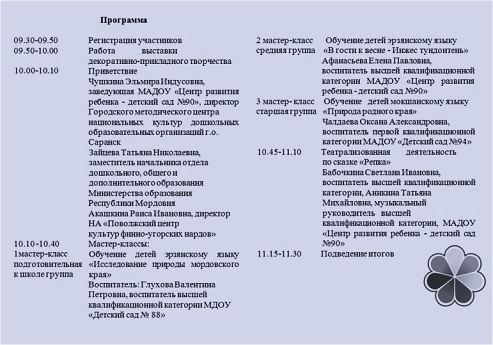 Программа
09.30-09.50 Регистрация участников
09.50-10.00 Работа выставки
декоративно-прикладного творчества
10.00-10.10 Приветствие
Чушкина Эльмира Индусовна,
заведующая МАДОУ «Центр развития
ребенка - детский сад №90», директор
Городского методического центра
национальных культур дошкольных
образовательных организаций г.о.
Саранск
Зайцева Татьяна Николаевна,
заместитель начальника отдела
дошкольного, общего и
дополнительного образования
Министерства образования
Республики Мордовия
Акашкина Раиса Ивановна, директор
НА «Поволжский центр
культур финно-угорских нардов»
10.10 -10.40 Мастер-классы:
1мастер-класс Обучение детей эрзянскому языку
подготовительная «Исследование природы мордовского
к школе группа края»
Воспитатель: Глухова Валентина
Петровна, воспитатель высшей
квалификационной категории МДОУ
«Детский сад № 88»
2 мастер-класс Обучение детей эрзянскому языку
средняя группа «В гости к весне - Инжекс тундонтень»
Афанасьева Елена Павловна,
воспитатель высшей квалификационной
категории МАДОУ «Центр развития
ребенка - детский сад №90»
3 мастер-класс Обучение детей мокшанскому языку
старшая группа «Природа родного края»
Чалдаева Оксана Александровна,
воспитатель первой квалификационной
категории МАДОУ «Детский сад №94»
10.45-11.10 Театрализованная деятельность
по сказке «Репка»
Бабочкина Светлана Ивановна,
воспитатель высшей квалификационной
категории, Аникина Татьяна
Михайловна, музыкальный
руководитель высшей
квалификационной категории, МАДОУ
«Центр развития ребенка - детский сад
№90»
11.15-11.30 Подведение итогов